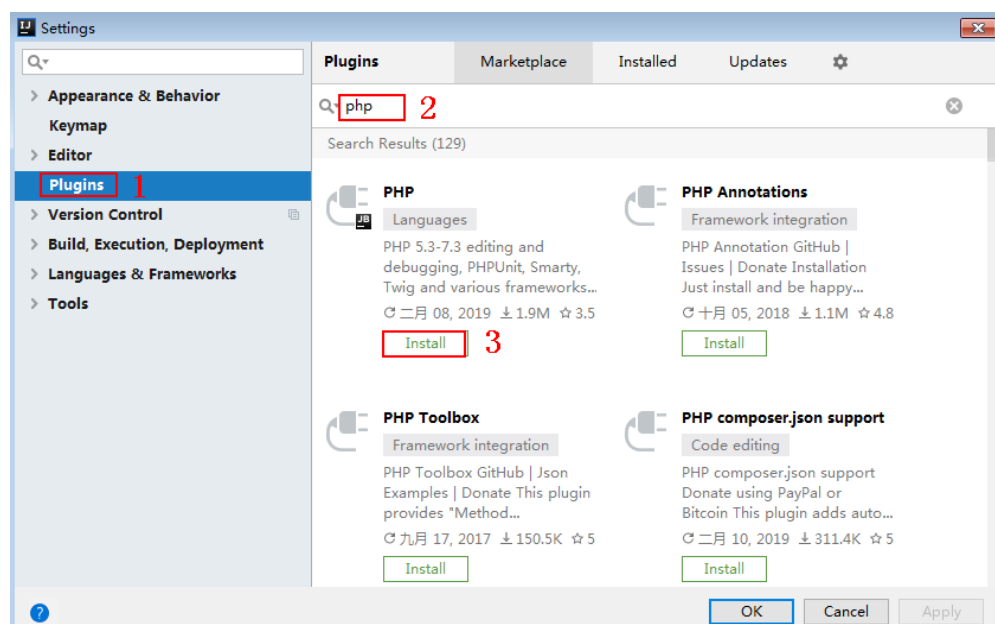 Settings
Plugins
Marketplace
Installed
Updates
Appearance & Behavior
Keymap
Editor
Plugins 1
Version Control
Build, Execution, Deployment
Languages & Frameworks
Tools
php 2
Search Results (129)
PHP
Languages
PHP 5.3-7.3 editing and
debugging, PHPUnit, Smarty,
Twig and various frameworks...
二月 08, 2019 1.9M 3.5
Install 3
PHP Annotations
Framework integration
PHP Annotation GitHub |
Issues | Donate Installation
Just install and be happy...
十月 05, 2018 1.1M 4.8
Install
PHP Toolbox
Framework integration
PHP Toolbox GitHub | Json
Examples | Donate This plugin
provides "Method...
九月 17, 2017 150.5K 5
Install
PHP composer.json support
Code editing
PHP composer.json support
Donate using PayPal or
Bitcoin This plugin adds auto...
二月 10, 2019 311.4K 5
Install
?
OK
Cancel
Apply